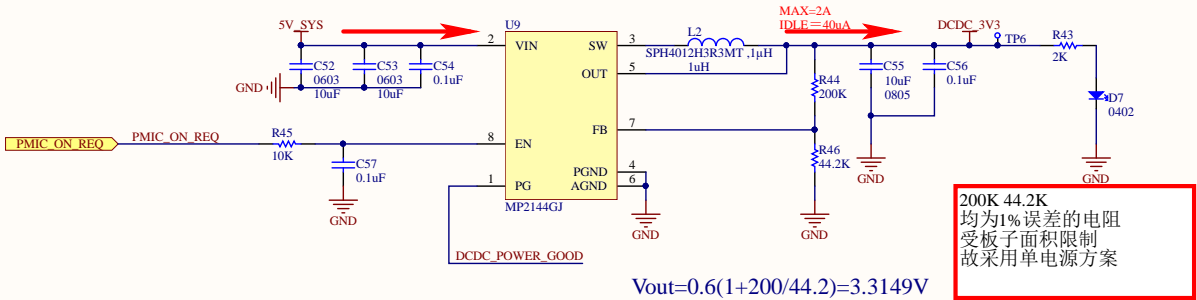 MAX=2A
IDLE=40uA
5V_SYS
U9
L2
DCDC_3V3
TP6
R43
2K
2
VIN
SW
3
SPH4012H3R3MT ,1μH
1uH
C52
0603
10uF
C53
0603
10uF
C54
0.1uF
OUT
5
R44
200K
C55
10uF
0805
C56
0.1uF
D7
0402
GND
PMIC_ON_REQ
PMIC_ON_REQ
R45
10K
8
EN
FB
7
C57
0.1uF
R46
44.2K
PGND
4
AGND
6
1
PG
MP2144GJ
GND
GND
GND
GND
GND
DCDC_POWER_GOOD
200K 44.2K
均为1%误差的电阻
受板子面积限制
故采用单电源方案
Vout=0.6(1+200/44.2)=3.3149V